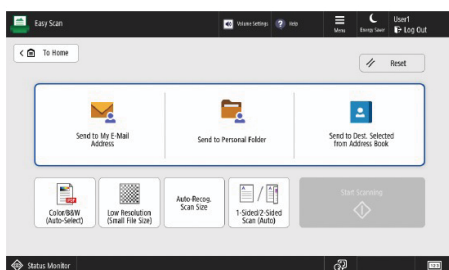 Easy Scan
Volume Settings
Help
Menu
Energy Saver
User1
Log Out
To Home
Reset
Send to My E-Mail
Address
Send to Personal Folder
Send to Dest. Selected
from Address Book
Color/B&W
(Auto-Select)
Low Resolution
(Small File Size)
Auto-Recog.
Scan Size
1-Sided/2-Sided
Scan (Auto)
Start Scanning
Status Monitor